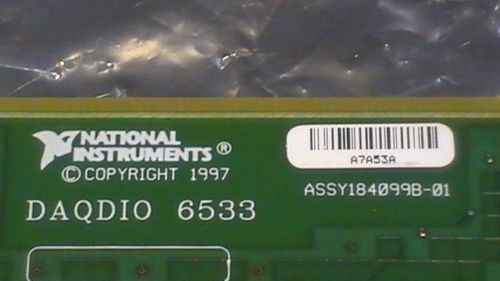 NATIONAL
INSTRUMENTS®
©COPYRIGHT 1997
DAQDIO 6533
A7A53A
ASSY184099B-01